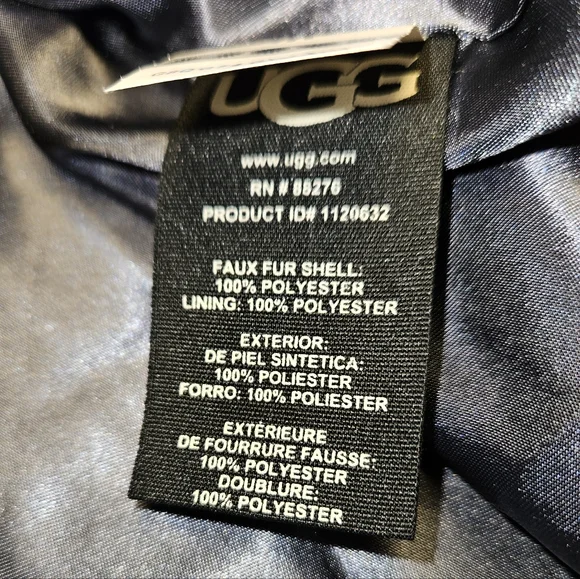 UGG
www.ugg.com
RN # 88276
PRODUCT ID# 1120632
FAUX FUR SHELL:
100% POLYESTER
LINING: 100% POLYESTER
EXTERIOR:
DE PIEL SINTETICA:
100% POLIESTER
FORRO: 100% POLIESTER
EXTÉRIEURE
DE FOURRURE FAUSSE:
100% POLYESTER
DOUBLURE:
100% POLYESTER